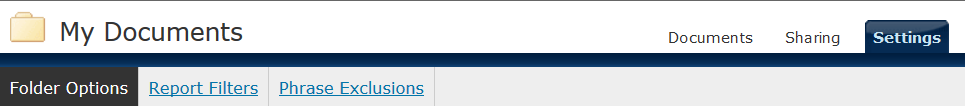 My Documents
Documents Sharing Settings
Folder Options Report Filters Phrase Exclusions